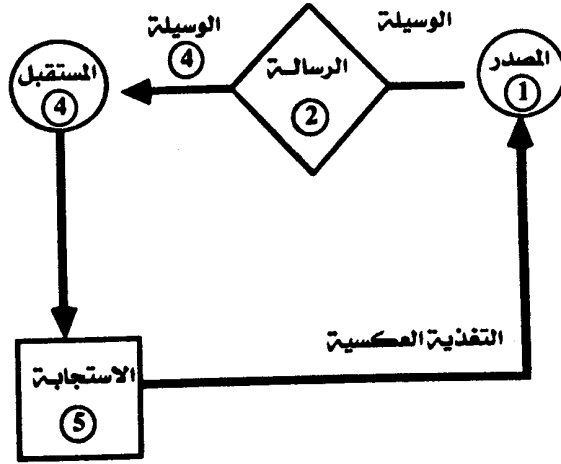 المصدر
1
الوسيلة
الرسالة
2
الوسيلة
4
المستقبل
4
الاستجابة
5
التغذية العكسية